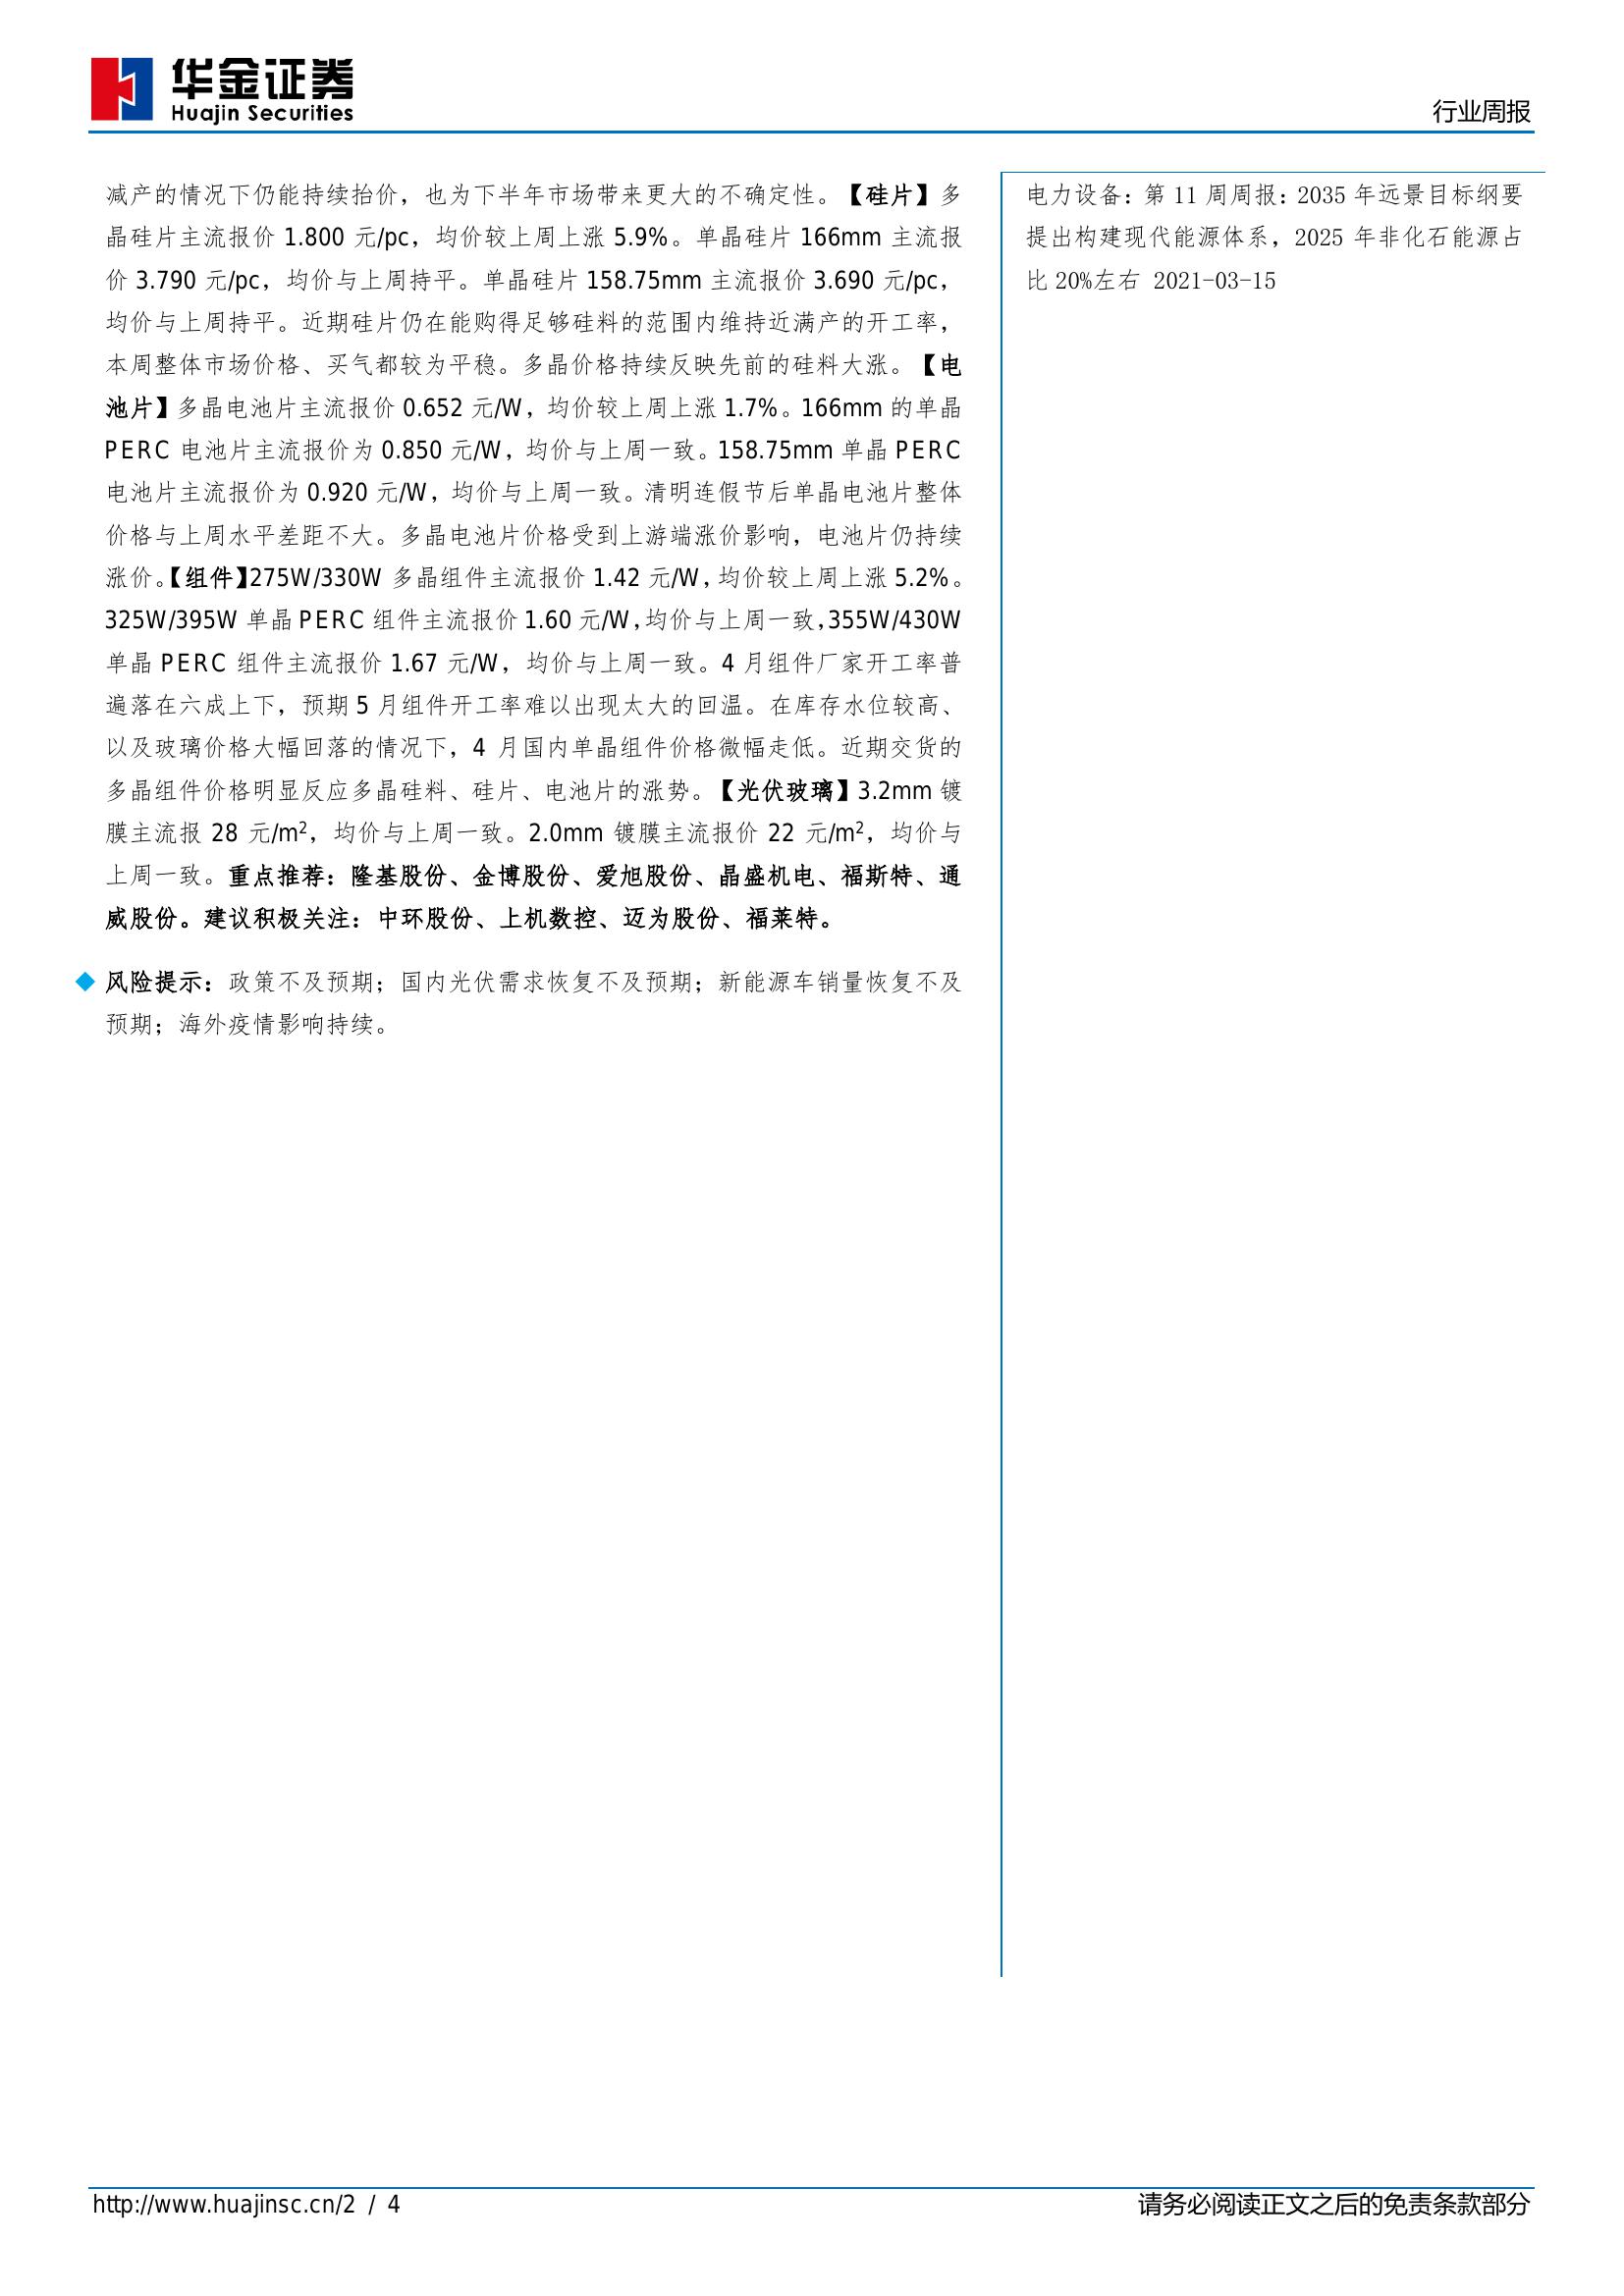 华金证券
Huajin Securities
行业周报
减产的情况下仍能持续抬价，也为下半年市场带来更大的不确定性。【硅片】多
晶硅片主流报价 1.800 元/pc，均价较上周上涨 5.9%。单晶硅片 166mm 主流报
价 3.790 元/pc，均价与上周持平。单晶硅片 158.75mm 主流报价 3.690 元/pc，
均价与上周持平。近期硅片仍在能购得足够硅料的范围内维持近满产的开工率，
本周整体市场价格、买气都较为平稳。多晶价格持续反映先前的硅料大涨。【电
池片】多晶电池片主流报价 0.652 元/W，均价较上周上涨 1.7%。166mm 的单晶
PERC 电池片主流报价为 0.850 元/W，均价与上周一致。158.75mm 单晶 PERC
电池片主流报价为 0.920 元/W，均价与上周一致。清明连假节后单晶电池片整体
价格与上周水平差距不大。多晶电池片价格受到上游端涨价影响，电池片仍持续
涨价。【组件】275W/330W 多晶组件主流报价 1.42 元/W，均价较上周上涨 5.2%。
325W/395W 单晶 PERC 组件主流报价 1.60 元/W，均价与上周一致，355W/430W
单晶 PERC 组件主流报价 1.67 元/W，均价与上周一致。4 月组件厂家开工率普
遍落在六成上下，预期 5 月组件开工率难以出现太大的回温。在库存水位较高、
以及玻璃价格大幅回落的情况下，4 月国内单晶组件价格微幅走低。近期交货的
多晶组件价格明显反应多晶硅料、硅片、电池片的涨势。【光伏玻璃】3.2mm 镀
膜主流报 28 元/m²，均价与上周一致。2.0mm 镀膜主流报价 22 元/m²，均价与
上周一致。重点推荐：隆基股份、金博股份、爱旭股份、晶盛机电、福斯特、通
威股份。建议积极关注：中环股份、上机数控、迈为股份、福莱特。
◆ 风险提示：政策不及预期；国内光伏需求恢复不及预期；新能源车销量恢复不及
预期；海外疫情影响持续。
电力设备：第 11 周周报：2035 年远景目标纲要
提出构建现代能源体系，2025 年非化石能源占
比 20%左右 2021-03-15
http://www.huajinsc.cn/2 / 4
请务必阅读正文之后的免责条款部分